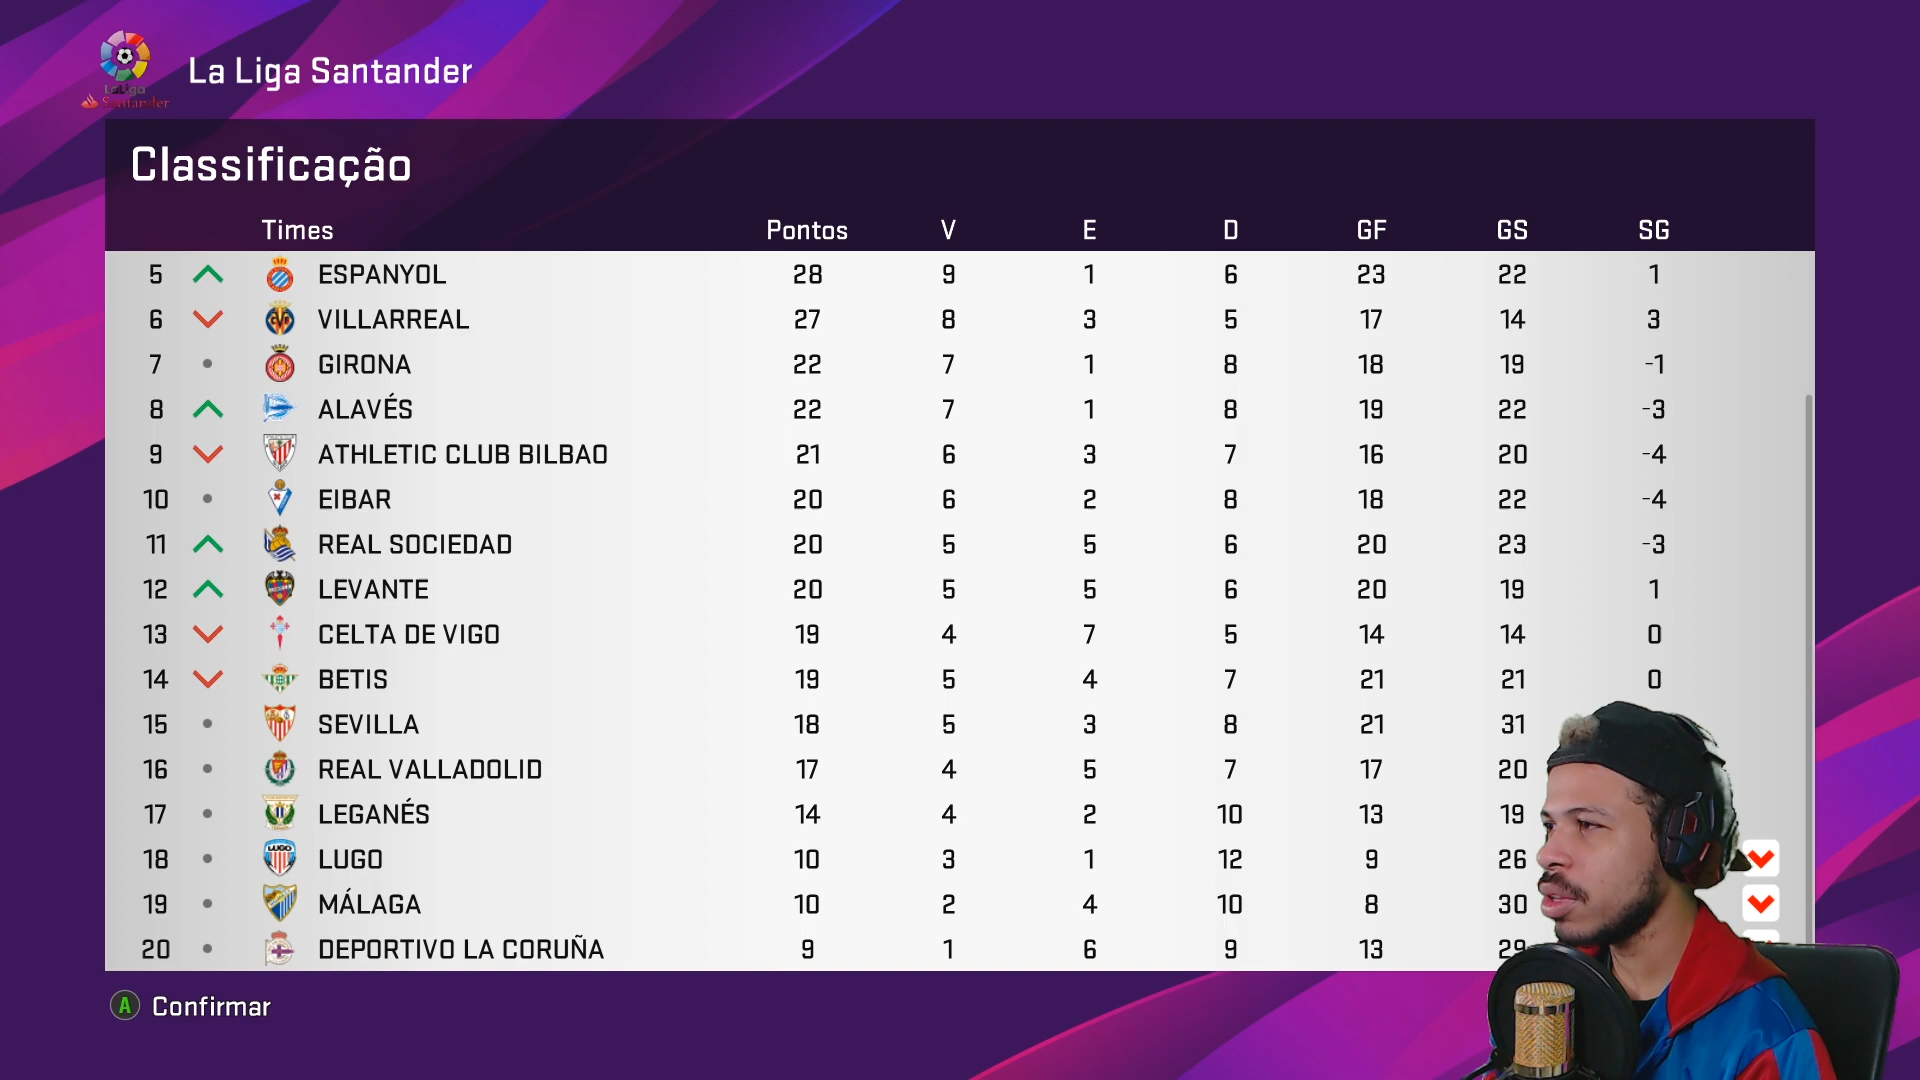 LaLiga
Santander
La Liga Santander
Classificação
Times Pontos V E D GF GS SG
5 ESPANYOL 28 9 1 6 23 22 1
6 VILLARREAL 27 8 3 5 17 14 3
7 GIRONA 22 7 1 8 18 19 -1
8 ALAVÉS 22 7 1 8 19 22 -3
9 ATHLETIC CLUB BILBAO 21 6 3 7 16 20 -4
10 EIBAR 20 6 2 8 18 22 -4
11 REAL SOCIEDAD 20 5 5 6 20 23 -3
12 LEVANTE 20 5 5 6 20 19 1
13 CELTA DE VIGO 19 4 7 5 14 14 0
14 BETIS 19 5 4 7 21 21 0
15 SEVILLA 18 5 3 8 21 31
16 REAL VALLADOLID 17 4 5 7 17 20
17 LEGANÉS 14 4 2 10 13 19
18 LUGO 10 3 1 12 9 26
19 MÁLAGA 10 2 4 10 8 30
20 DEPORTIVO LA CORUÑA 9 1 6 9 13
A Confirmar